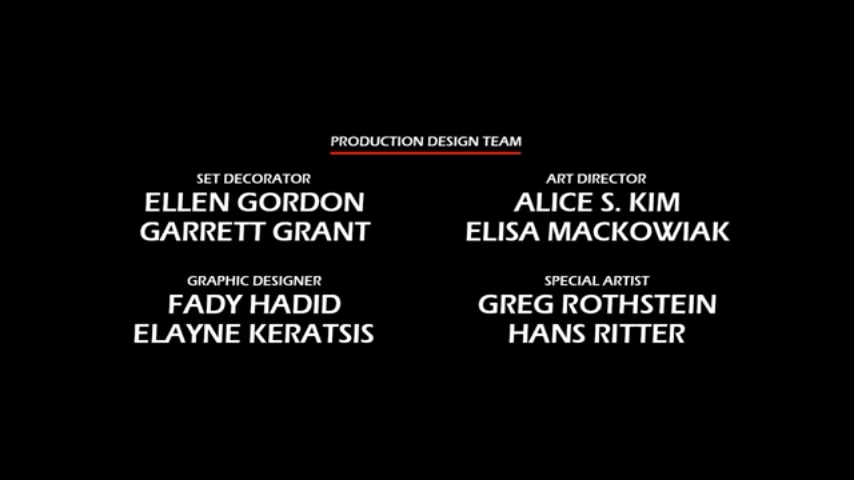 PRODUCTION DESIGN TEAM
SET DECORATOR
ELLEN GORDON
GARRETT GRANT
ART DIRECTOR
ALICE S. KIM
ELISA MACKOWIAK
GRAPHIC DESIGNER
FADY HADID
ELAYNE KERATSIS
SPECIAL ARTIST
GREG ROTHSTEIN
HANS RITTER